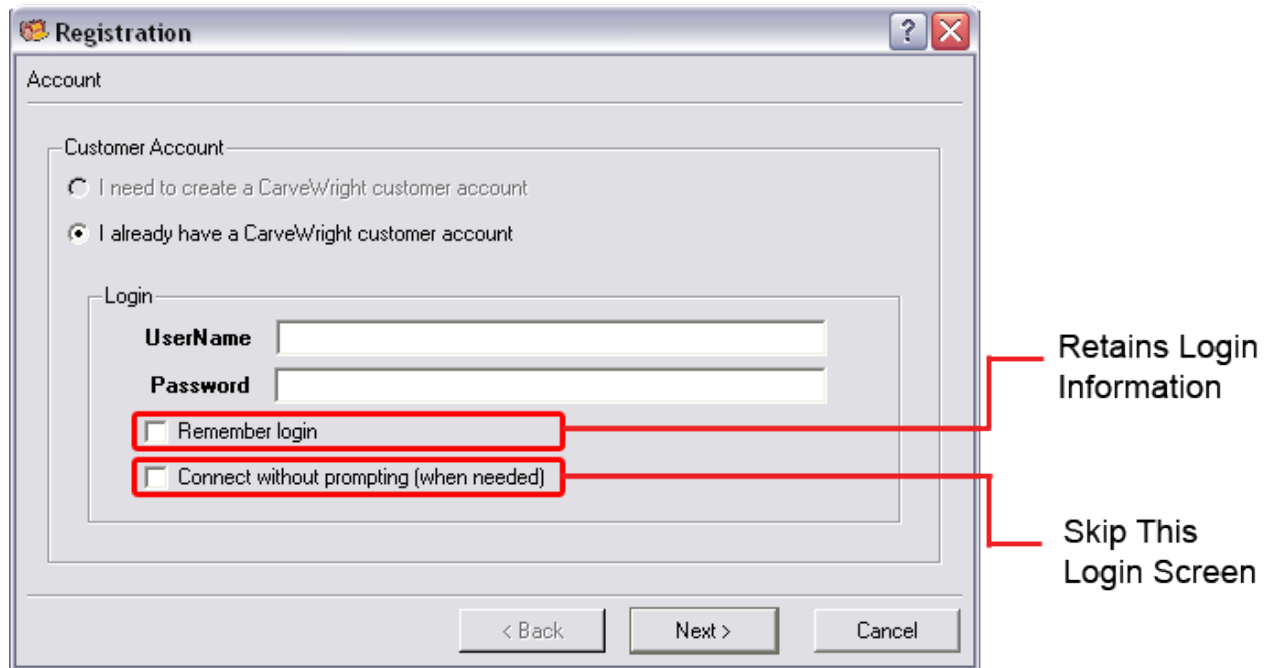 Registration
?
Account
Customer Account
I need to create a CarveWright customer account
I already have a CarveWright customer account
Login
UserName
Password
Remember login
Connect without prompting (when needed)
Retains Login
Information
Skip This
Login Screen
< Back
Next >
Cancel